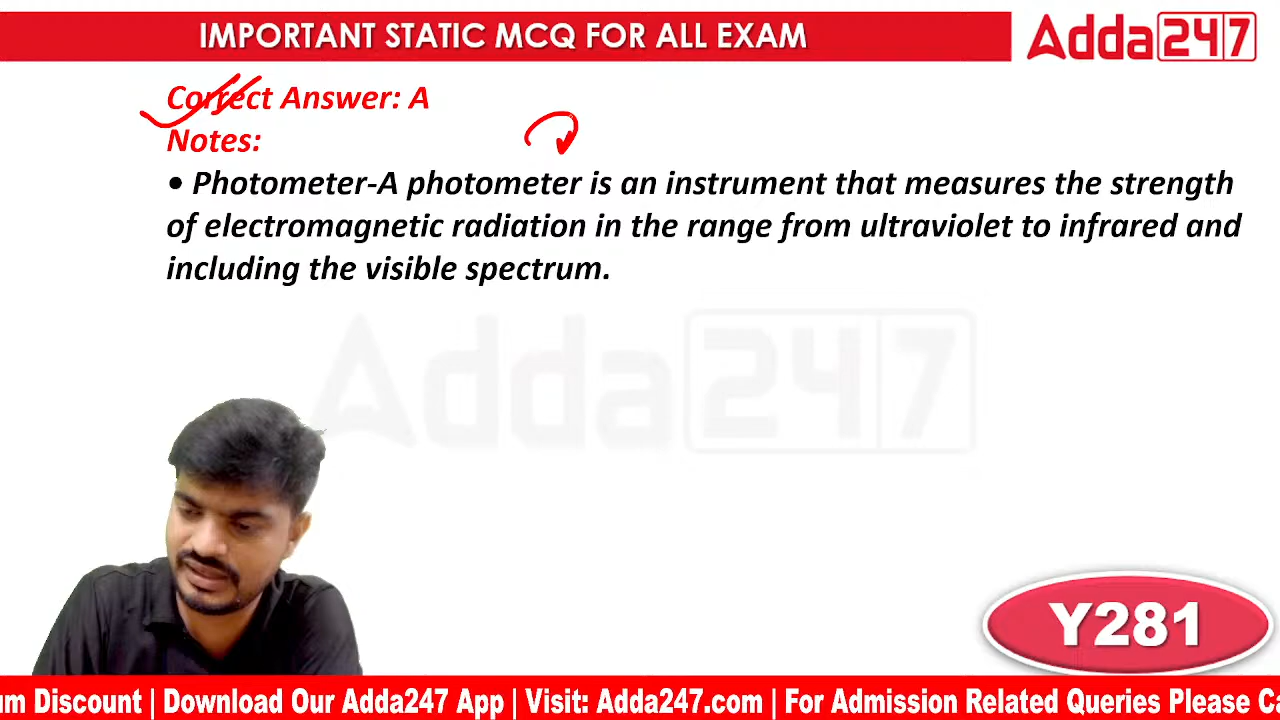 IMPORTANT STATIC MCQ FOR ALL EXAM
Adda247
Correct Answer: A
Notes:
• Photometer-A photometer is an instrument that measures the strength
of electromagnetic radiation in the range from ultraviolet to infrared and
including the visible spectrum.
Adda247
Y281
Discount | Download Our Adda247 App | Visit: Adda247.com | For Admission Related Queries Please